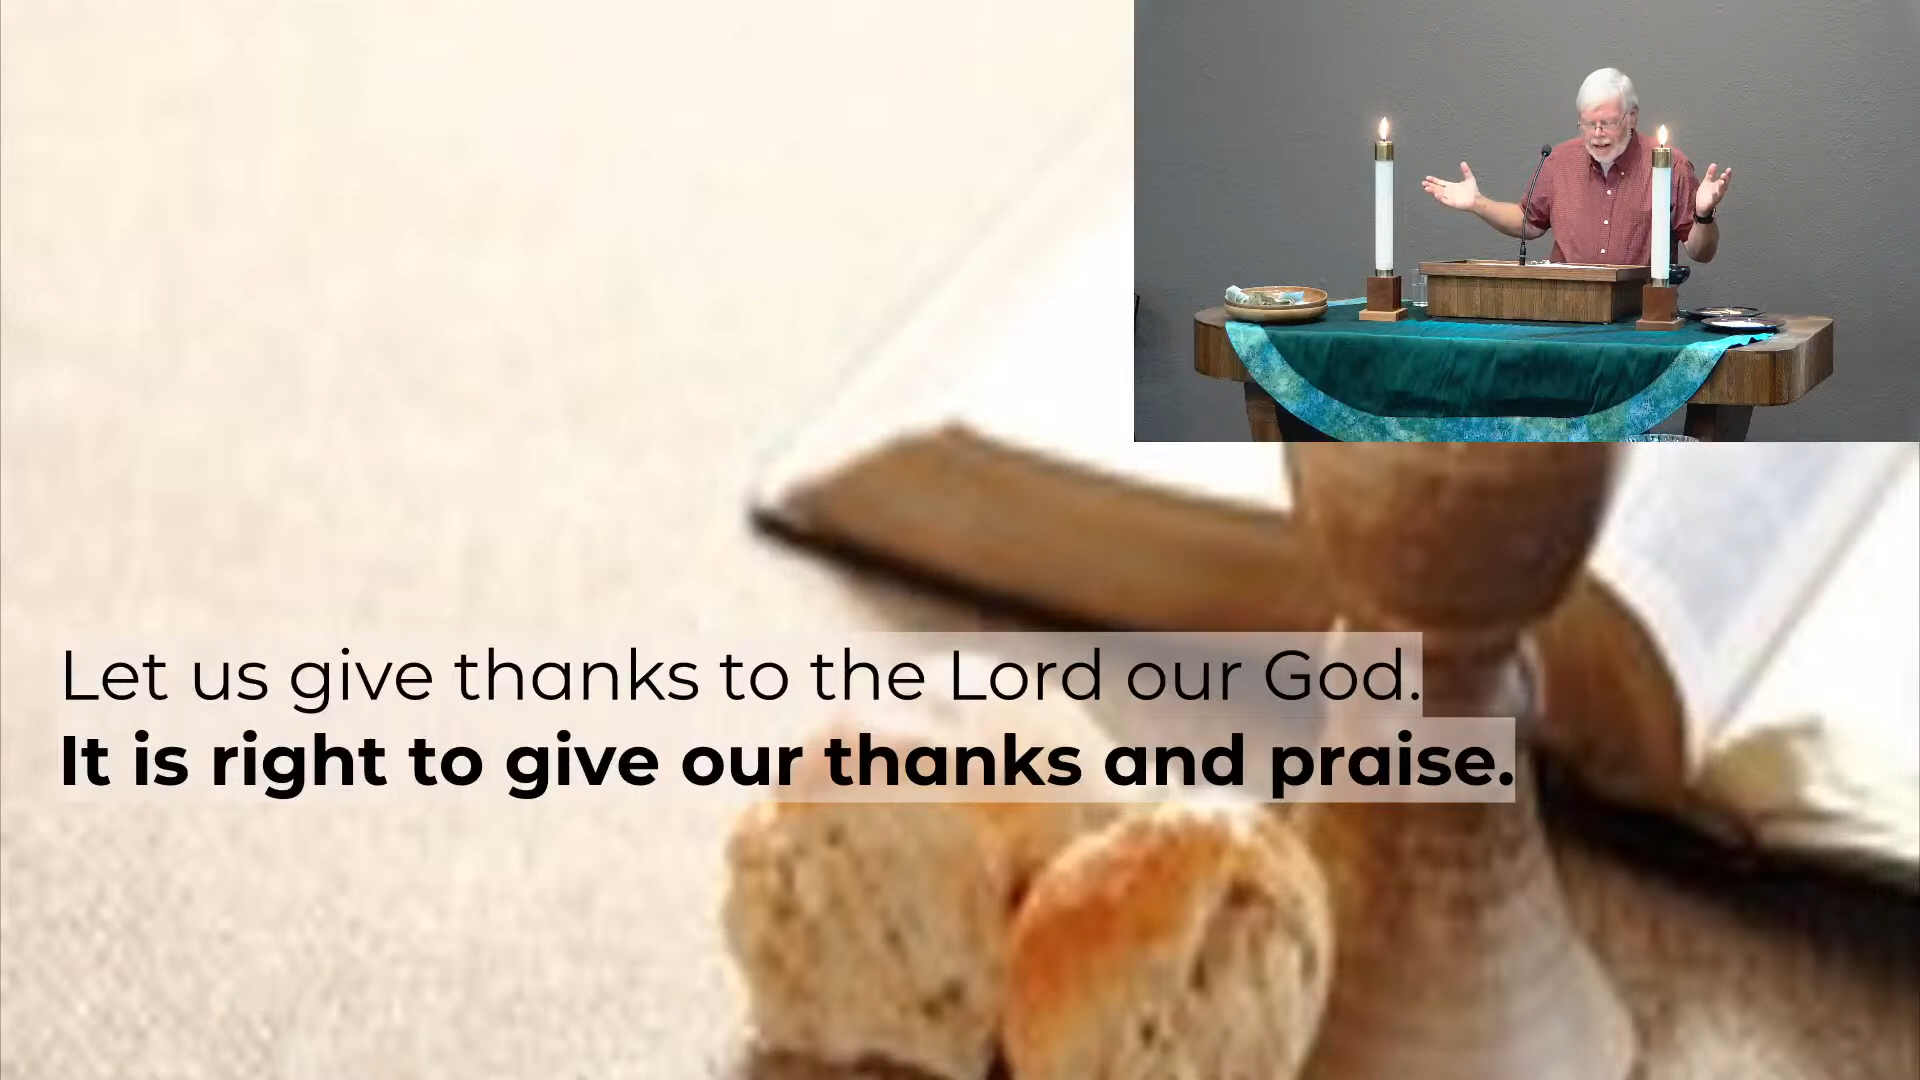 Let us give thanks to the Lord our God.
It is right to give our thanks and praise.